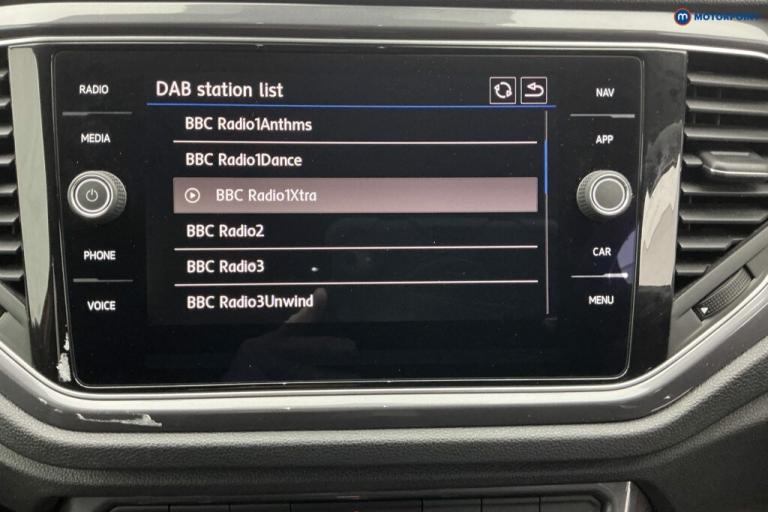 MOTORPOINT
RADIO
MEDIA
PHONE
VOICE
DAB station list
BBC Radio1Anthms
BBC Radio1Dance
BBC Radio1Xtra
BBC Radio2
BBC Radio3
BBC Radio3Unwind
NAV
APP
CAR
MENU